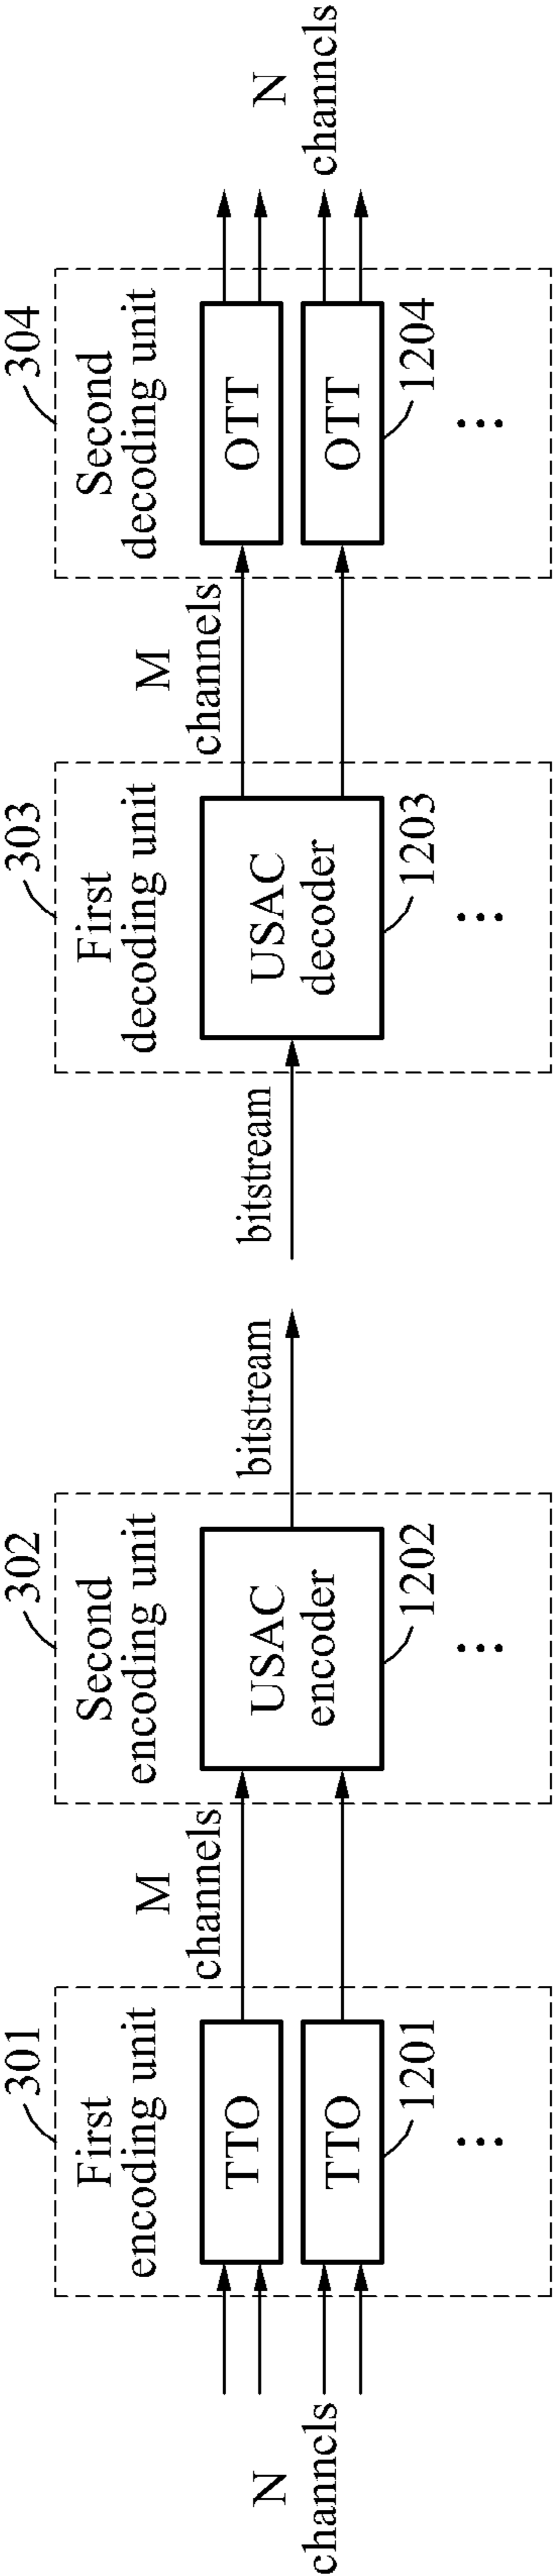 301
First
encoding unit
TTO
TTO
1201
⋮
N
channels
M
channels
302
Second
encoding unit
USAC
encoder
1202
⋮
bitstream
bitstream
303
First
decoding unit
USAC
decoder
1203
⋮
M
channels
304
Second
decoding unit
OTT
OTT
1204
⋮
N
channels